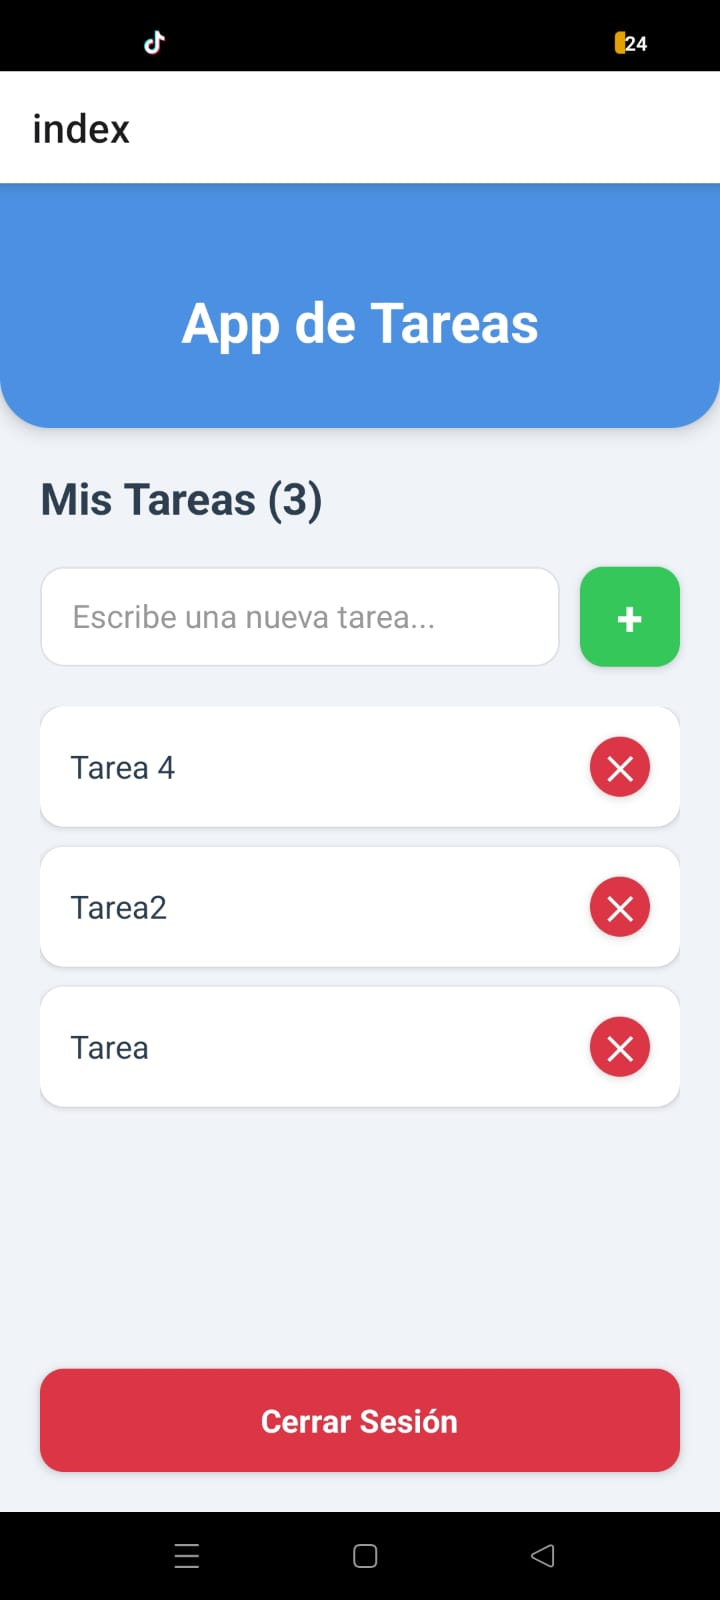 24
index
App de Tareas
Mis Tareas (3)
Escribe una nueva tarea...
+
Tarea 4
Tarea2
Tarea
Cerrar Sesión